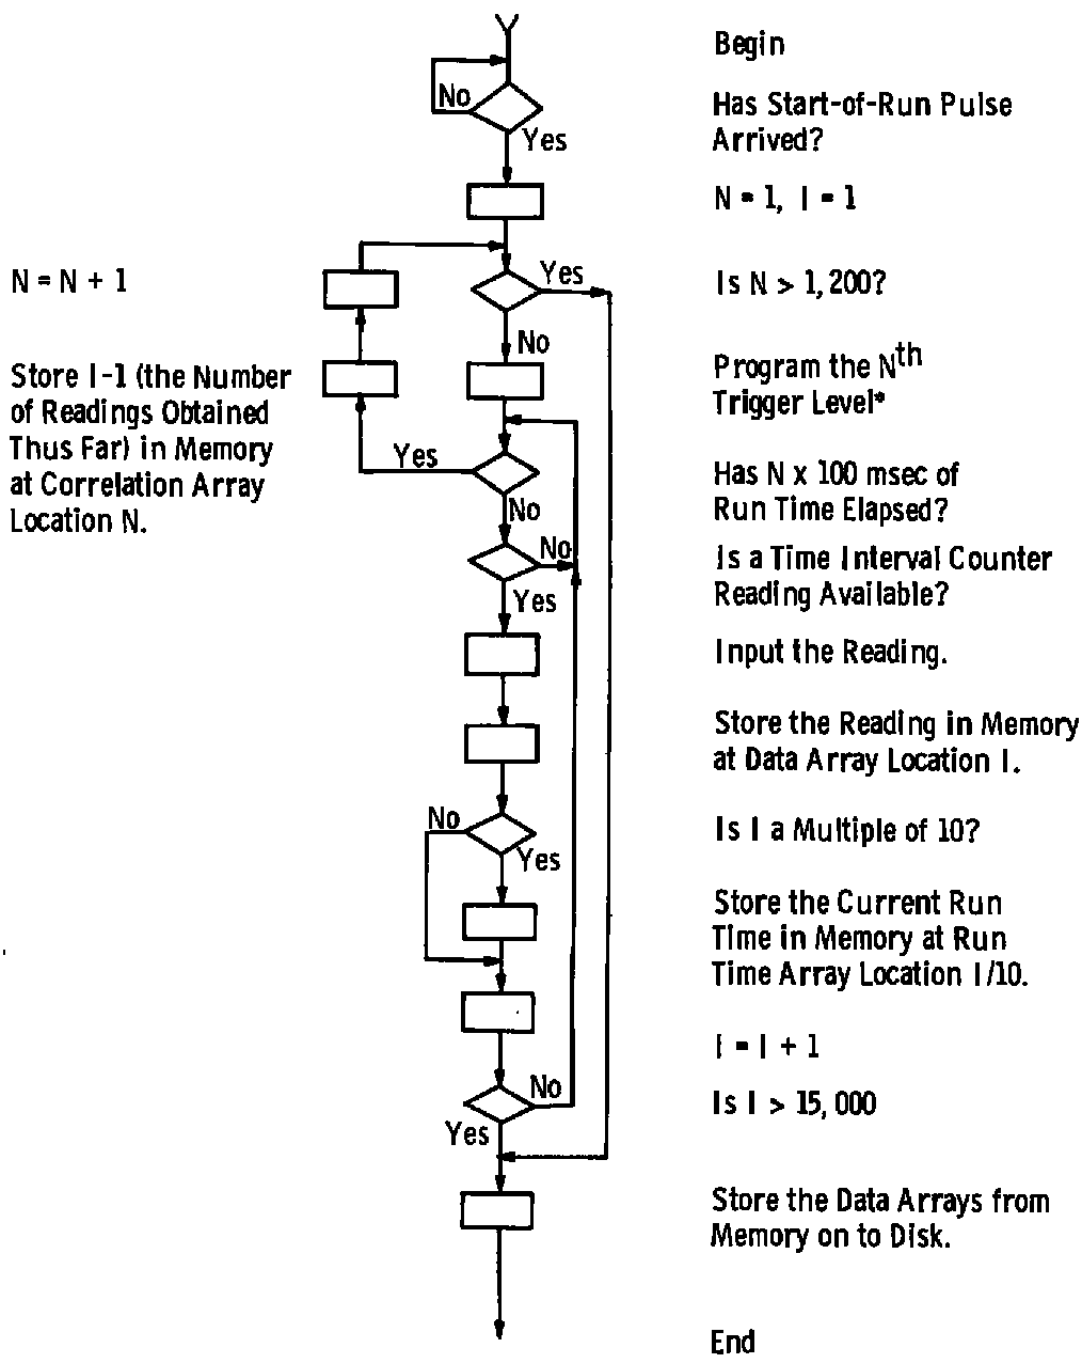 Begin
No
Has Start-of-Run Pulse
Arrived?
Yes
N = 1, I = 1
N = N + 1
Yes
Is N > 1,200?
No
Store I-1 (the Number
of Readings Obtained
Thus Far) in Memory
at Correlation Array
Location N.
Program the Nth
Trigger Level*
Yes
Has N x 100 msec of
Run Time Elapsed?
No
No
Is a Time Interval Counter
Reading Available?
Yes
Input the Reading.
Store the Reading in Memory
at Data Array Location I.
No
Is I a Multiple of 10?
Yes
Store the Current Run
Time in Memory at Run
Time Array Location I/10.
I = I + 1
No
Is I > 15,000
Yes
Store the Data Arrays from
Memory on to Disk.
End